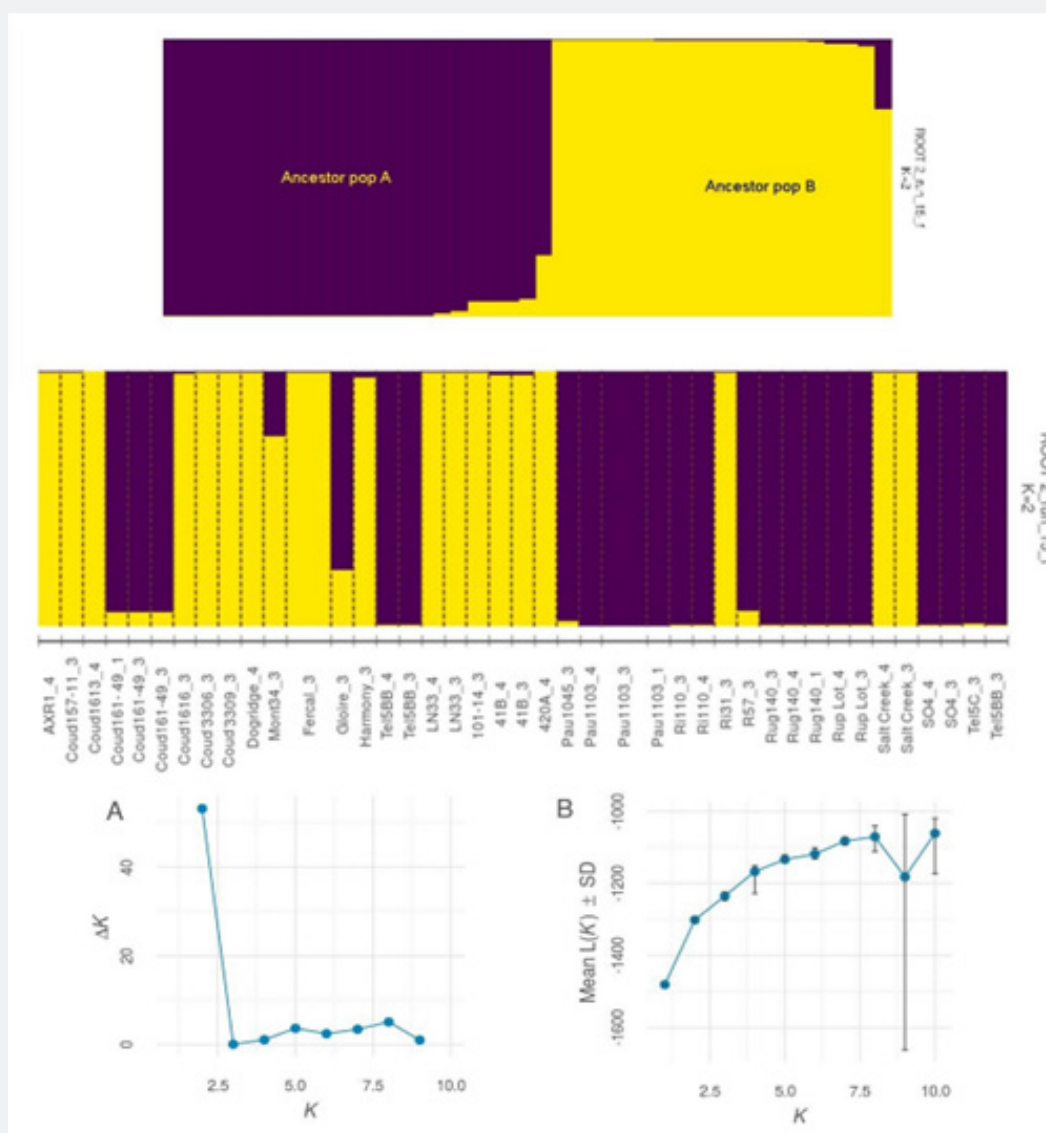 Ancestor pop A
Ancestor pop B
K=2
K=2
AXR1_4
Coud157-11_3
Coud1613_4
Coud161-49_1
Coud161-49_3
Coud161-49_3
Coud1616_3
Coud3306_3
Coud3309_3
Dogridge_4
Mont34_3
Fercal_3
Gloire_3
Harmony_3
Tel5BB_4
Tel5BB_3
LN33_4
LN33_3
101-14_3
41B_4
41B_3
420A_4
Pau1045_3
Pau1103_4
Pau1103_3
Pau1103_1
Ri110_3
Ri110_4
Ri31_3
R57_3
Rug140_3
Rug140_4
Rug140_1
Rup Lot_4
Rup Lot_3
Salt Creek_4
Salt Creek_3
SO4_4
SO4_3
Tel5C_3
Tel5BB_3
A
ΔK
40
20
0
2.5 5.0 7.5 10.0
K
B
Mean L(K) ± SD
-1000
-1200
-1400
-1600
2.5 5.0 7.5 10.0
K